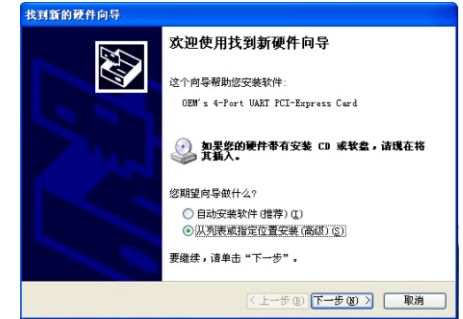 找到新的硬件向导
欢迎使用找到新硬件向导
这个向导帮助您安装软件:
OEM's 4-Port UART PCI-Express Card
如果您的硬件带有安装 CD 或软盘，请现在将
其插入。
您期望向导做什么?
自动安装软件(推荐)(I)
从列表或指定位置安装(高级)(S)
要继续，请单击“下一步”。
< 上一步(B) 下一步(N) > 取消